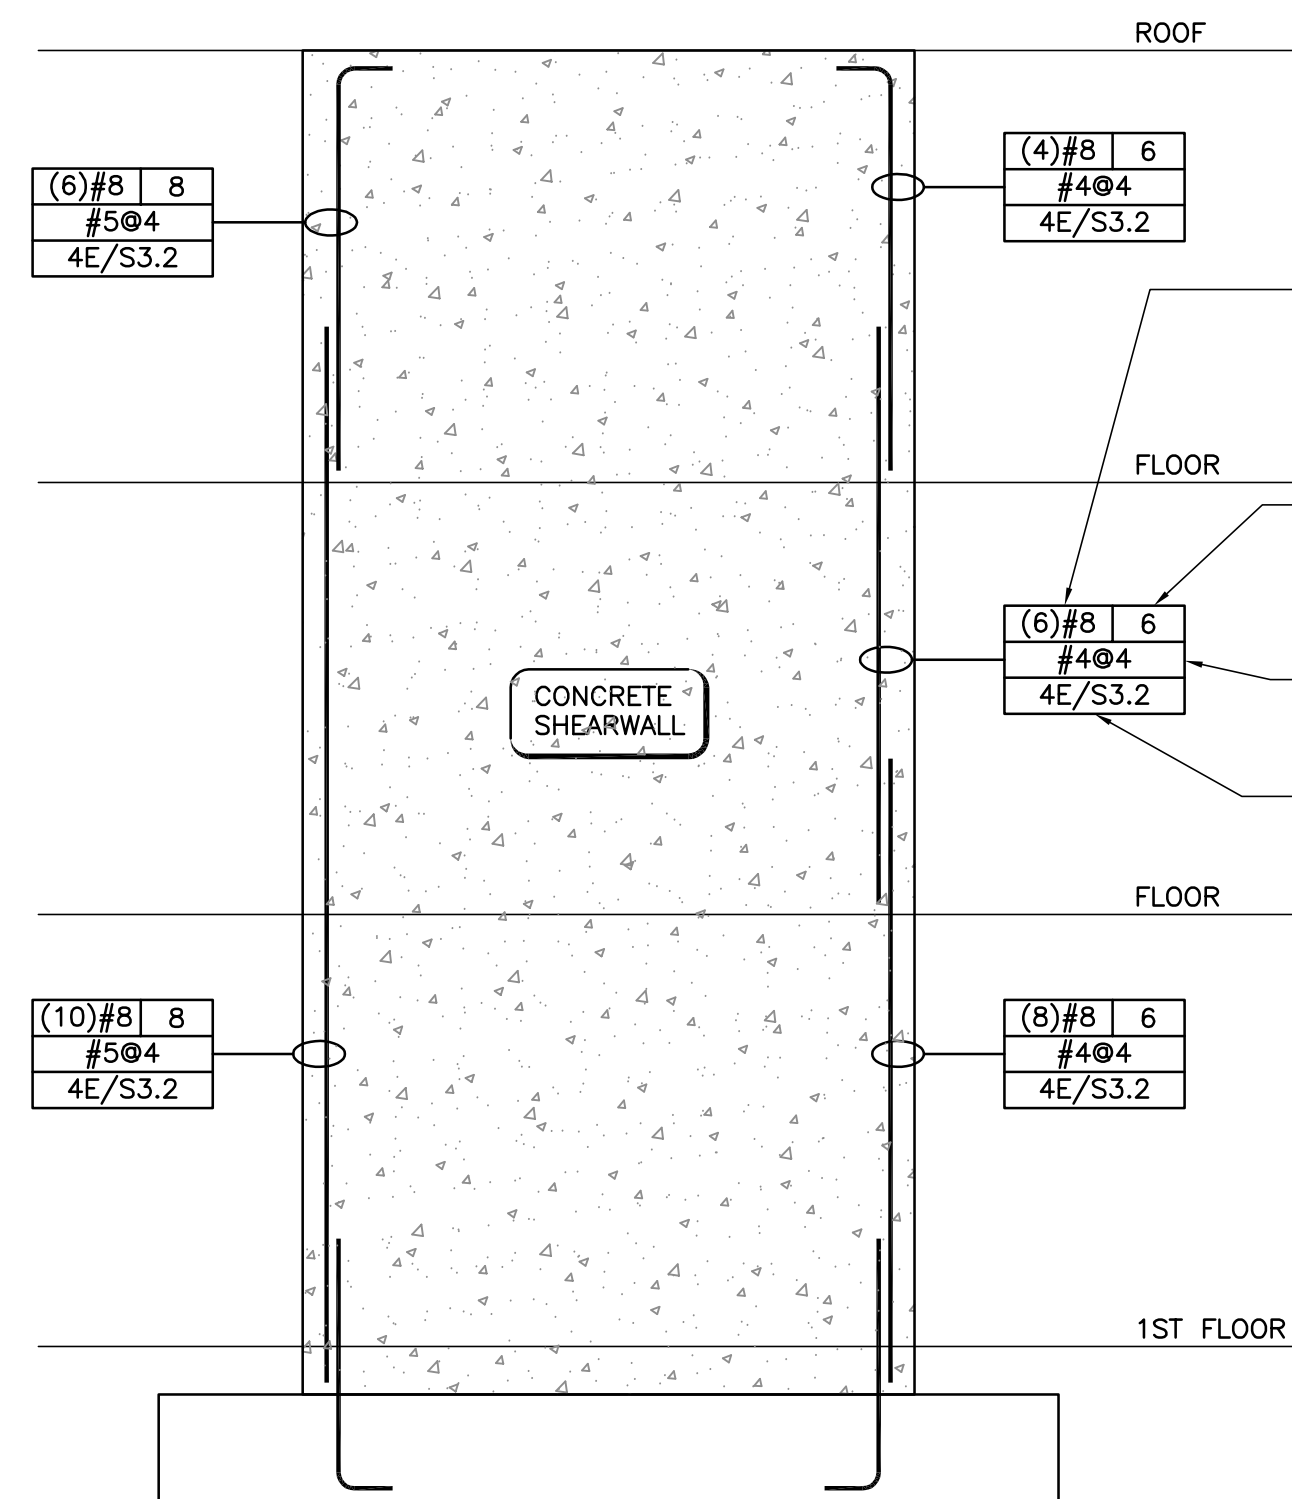 ROOF
(6)#8 8
#5@4
4E/S3.2
(4)#8 6
#4@4
4E/S3.2
FLOOR
(6)#8 6
#4@4
4E/S3.2
CONCRETE
SHEARWALL
FLOOR
(10)#8 8
#5@4
4E/S3.2
(8)#8 6
#4@4
4E/S3.2
1ST FLOOR